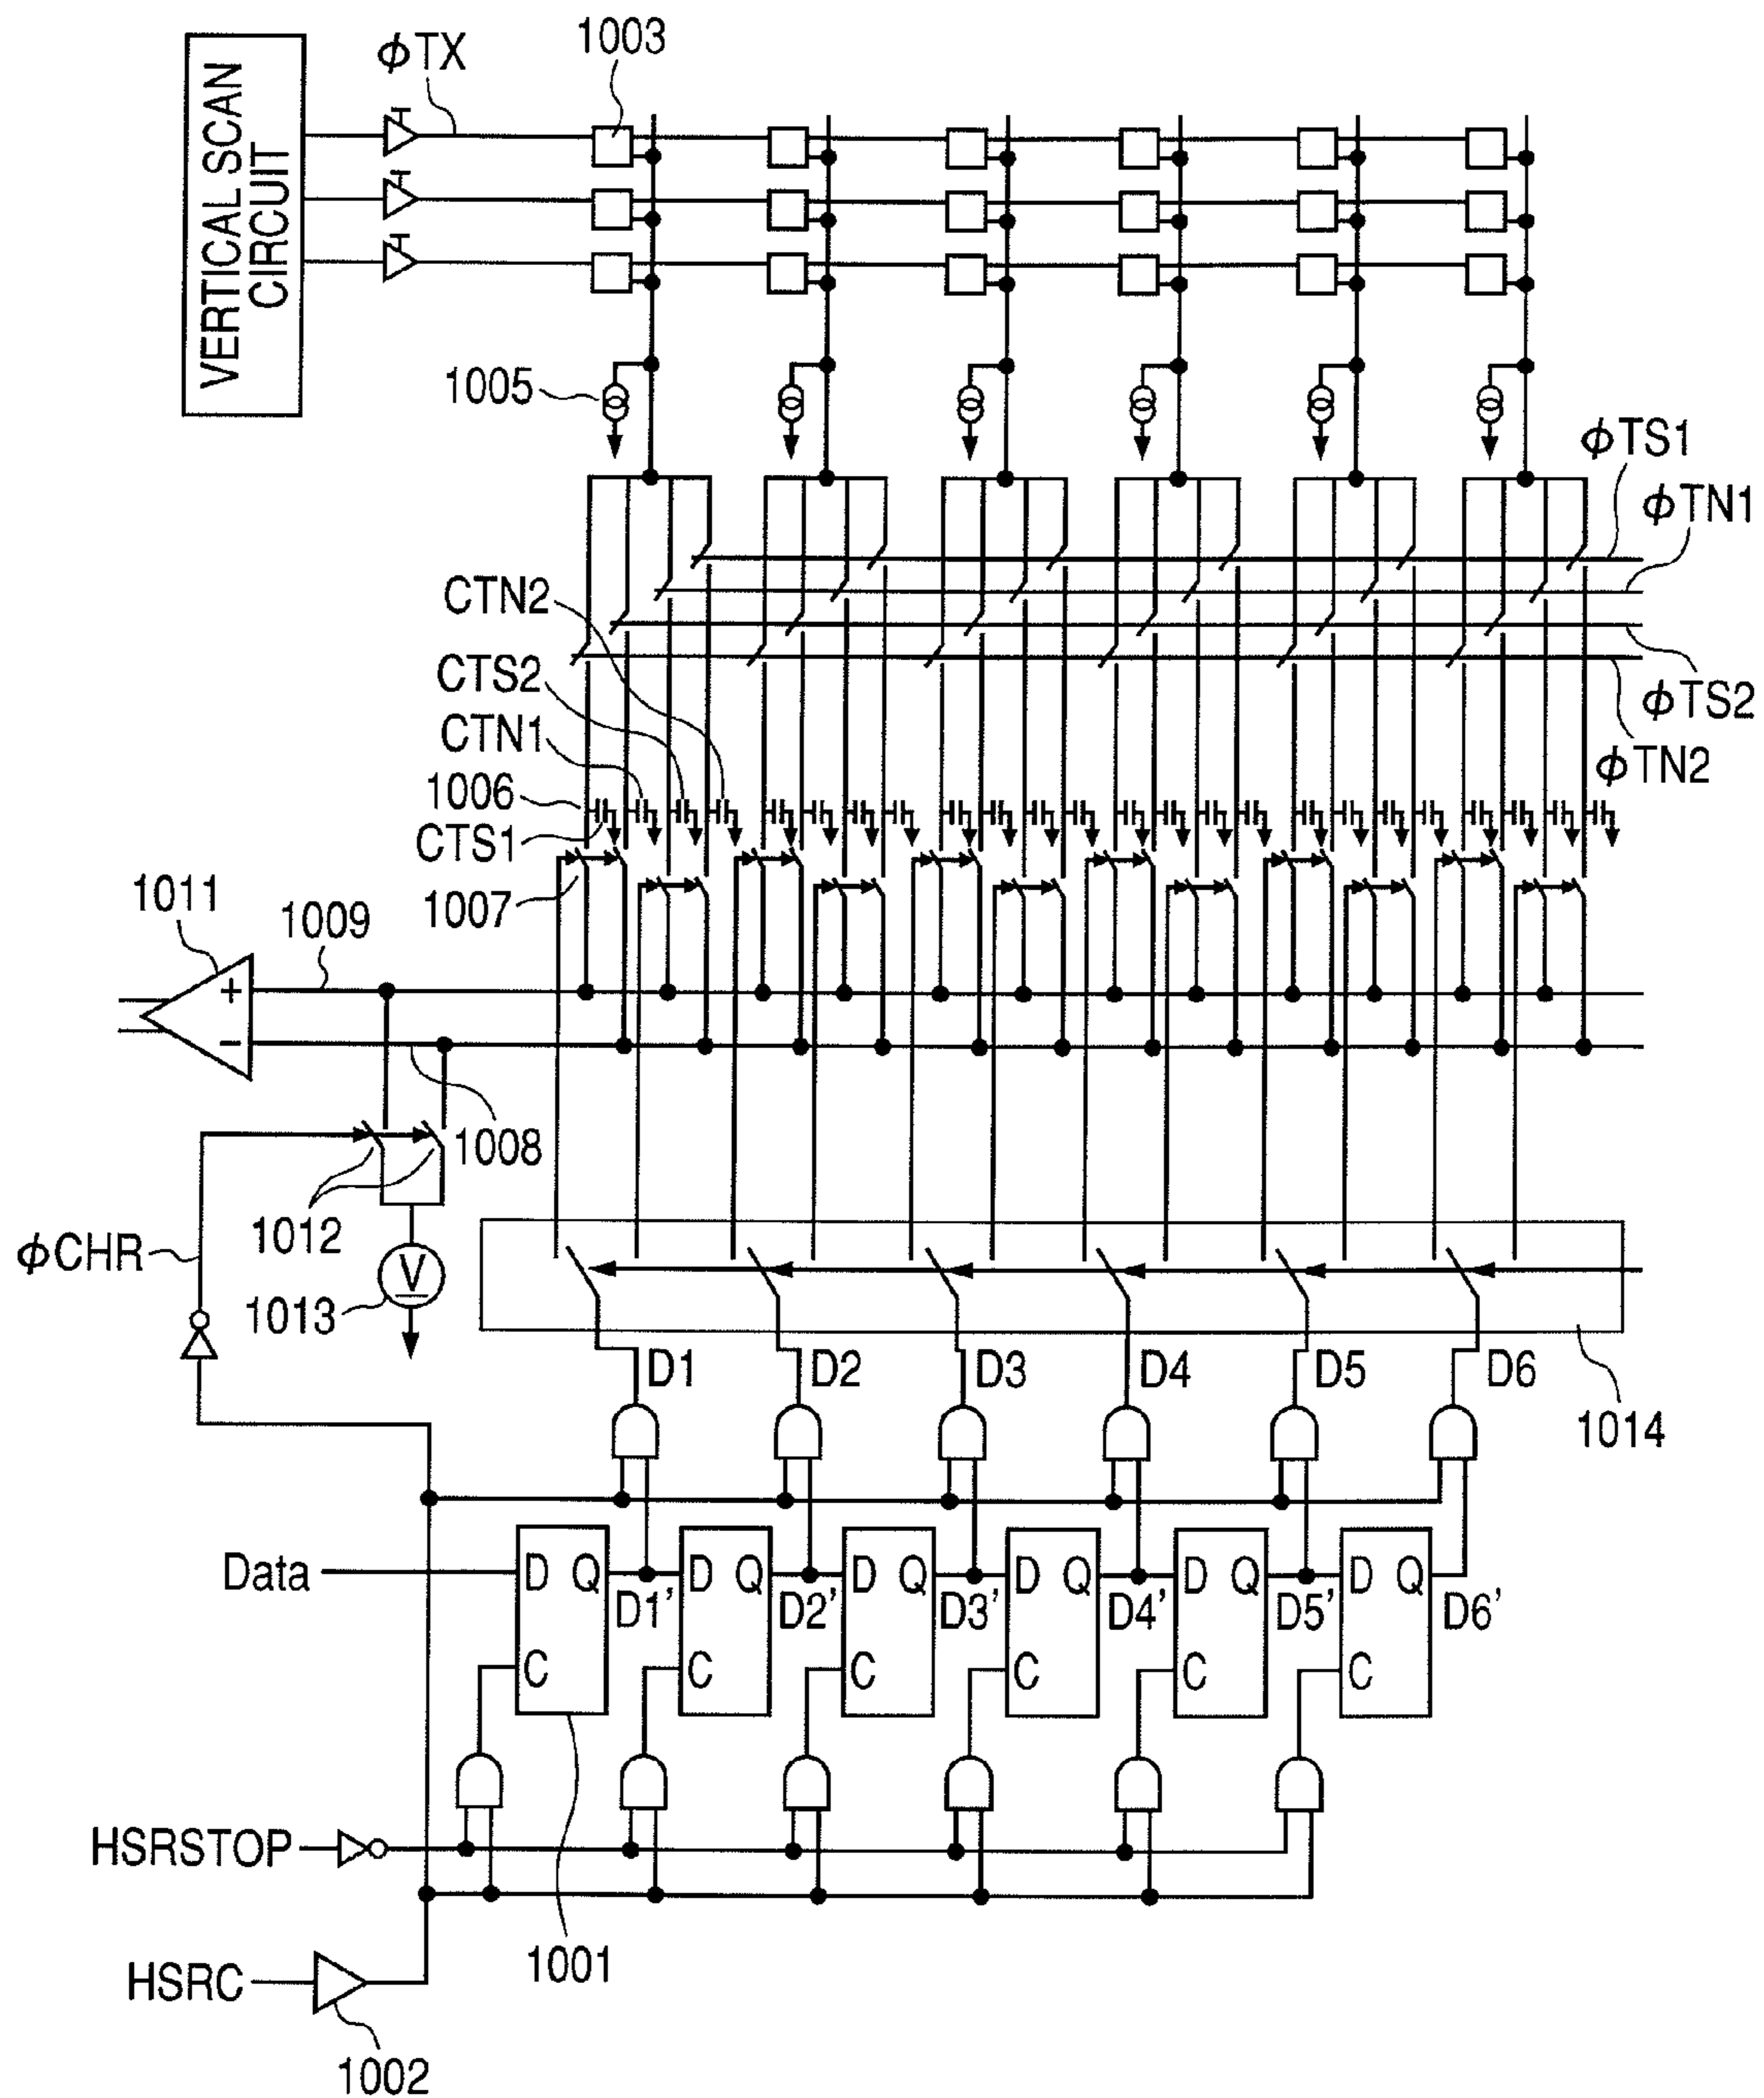 VERTICAL SCAN
CIRCUIT
ϕTX
1003
1005
ϕTS1
ϕTN1
ϕTS2
ϕTN2
CTN2
CTS2
CTN1
1006
CTS1
1007
1011
1009
+
−
1008
1012
ϕCHR
V
1013
D1
D2
D3
D4
D5
D6
1014
Data
D Q
D1'
D Q
D2'
D Q
D3'
D Q
D4'
D Q
D5'
D Q
D6'
C
C
C
C
C
C
HSRSTOP
1001
HSRC
1002